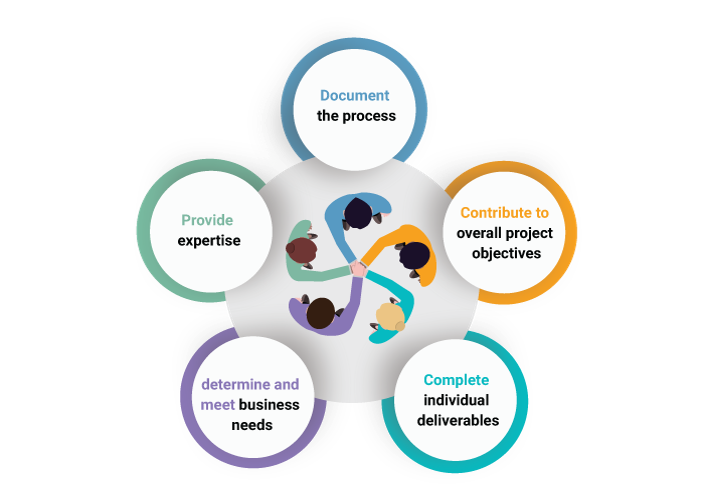 Document
the process
Contribute to
overall project
objectives
Complete
individual
deliverables
determine and
meet business
needs
Provide
expertise